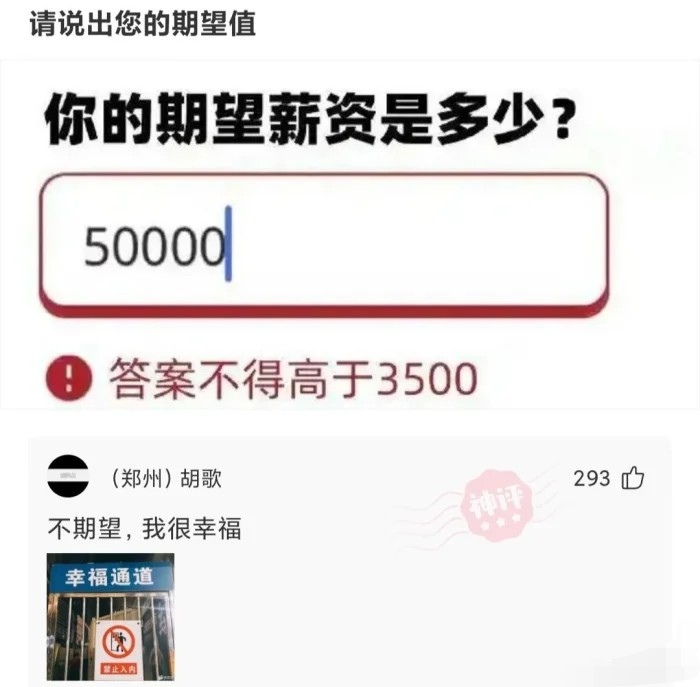 请说出您的期望值
你的期望薪资是多少?
50000
! 答案不得高于3500
(郑州)胡歌
293
神评
不期望,我很幸福
幸福通道
禁止入内